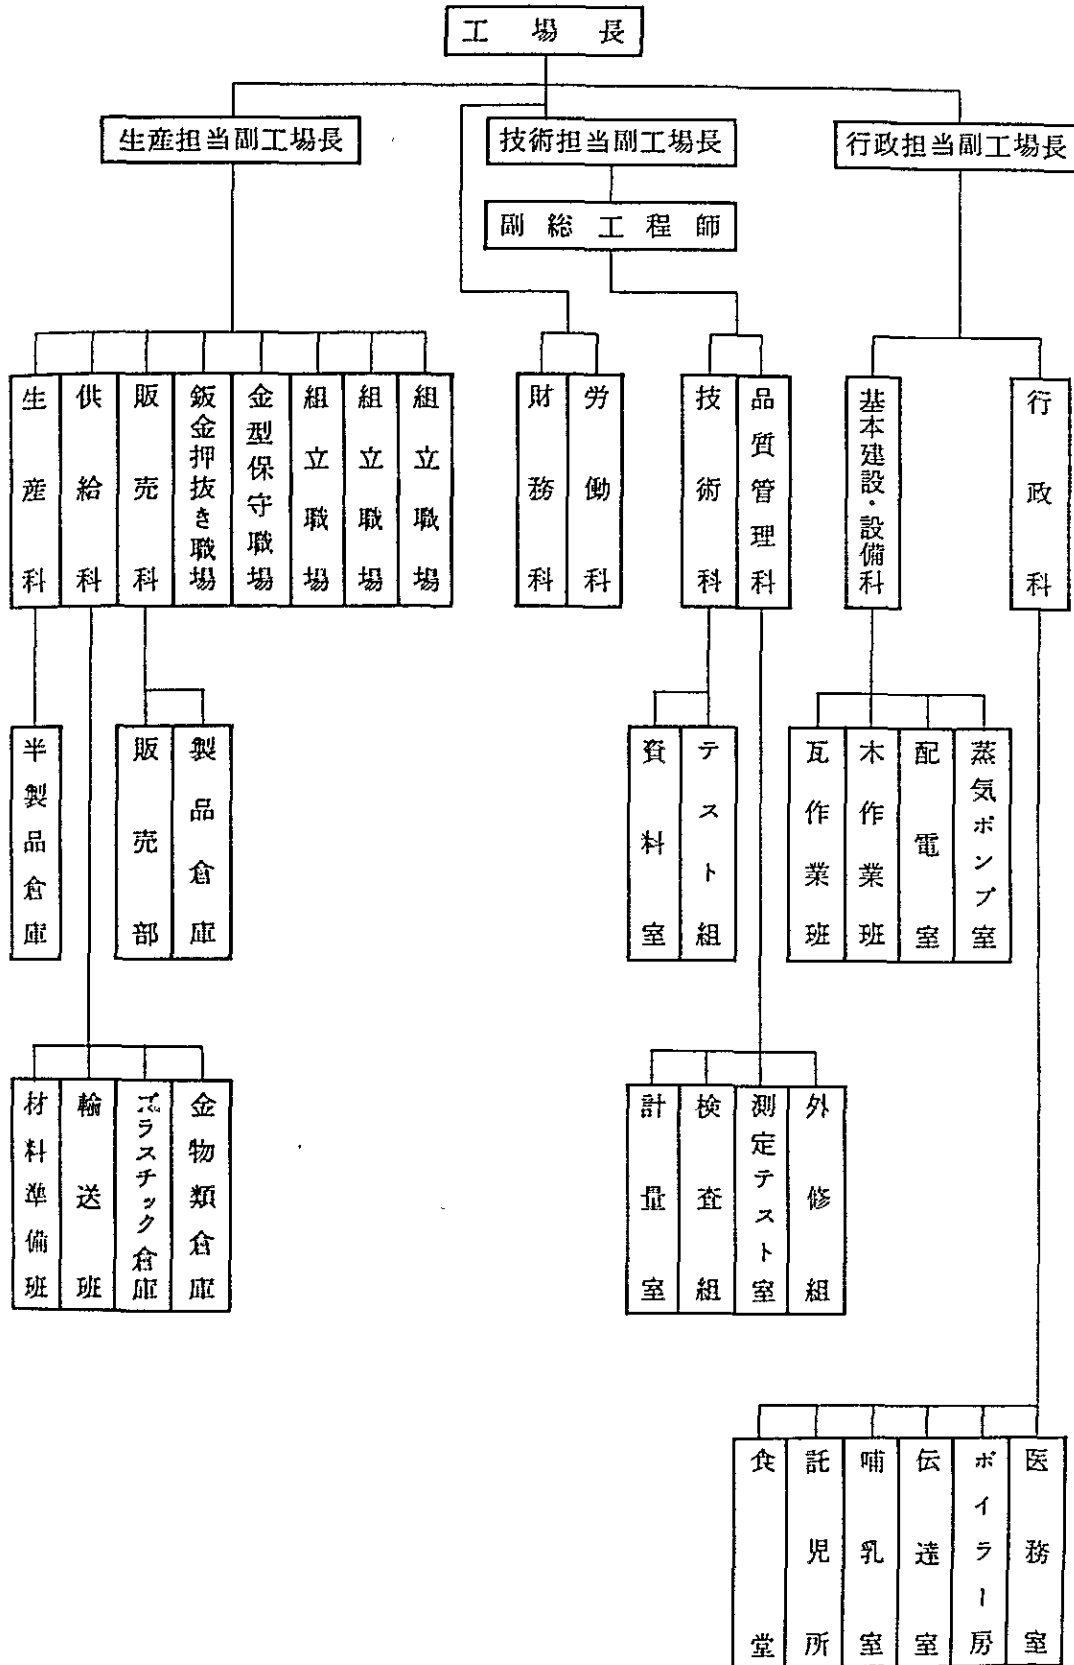 工場長
生産担当副工場長
技術担当副工場長
行政担当副工場長
副総工程師
生産科
供給科
販売科
鈑金押抜き職場
金型保守職場
組立職場
組立職場
組立職場
財務科
労働科
技術科
品質管理科
基本建設・設備科
行政科
半製品倉庫
販売部
製品倉庫
資料室
テスト組
瓦作業班
木作業班
配電室
蒸気ポンプ室
材料準備班
輸送班
プラスチック倉庫
金物類倉庫
計量室
検査組
測定テスト室
外修組
食堂
託児所
哺乳室
伝達室
ボイラー房
医務室